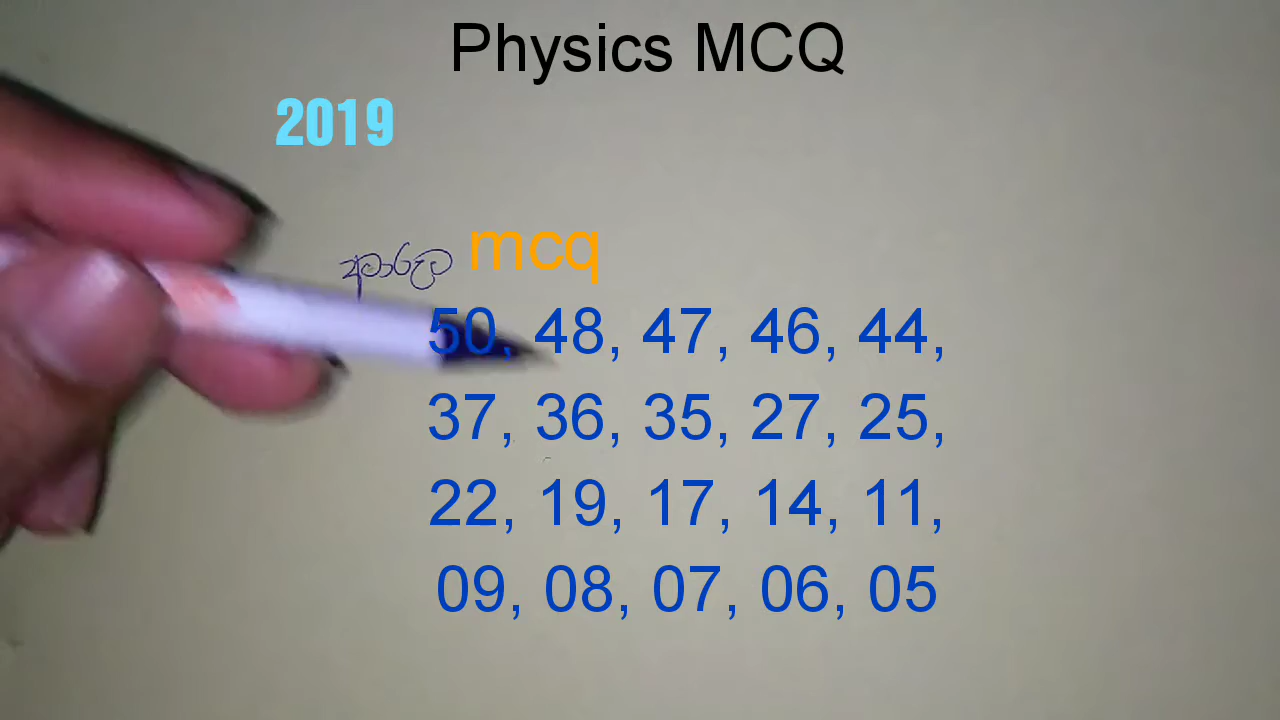 Physics MCQ
2019
අමාරුව mcq
50, 48, 47, 46, 44,
37, 36, 35, 27, 25,
22, 19, 17, 14, 11,
09, 08, 07, 06, 05